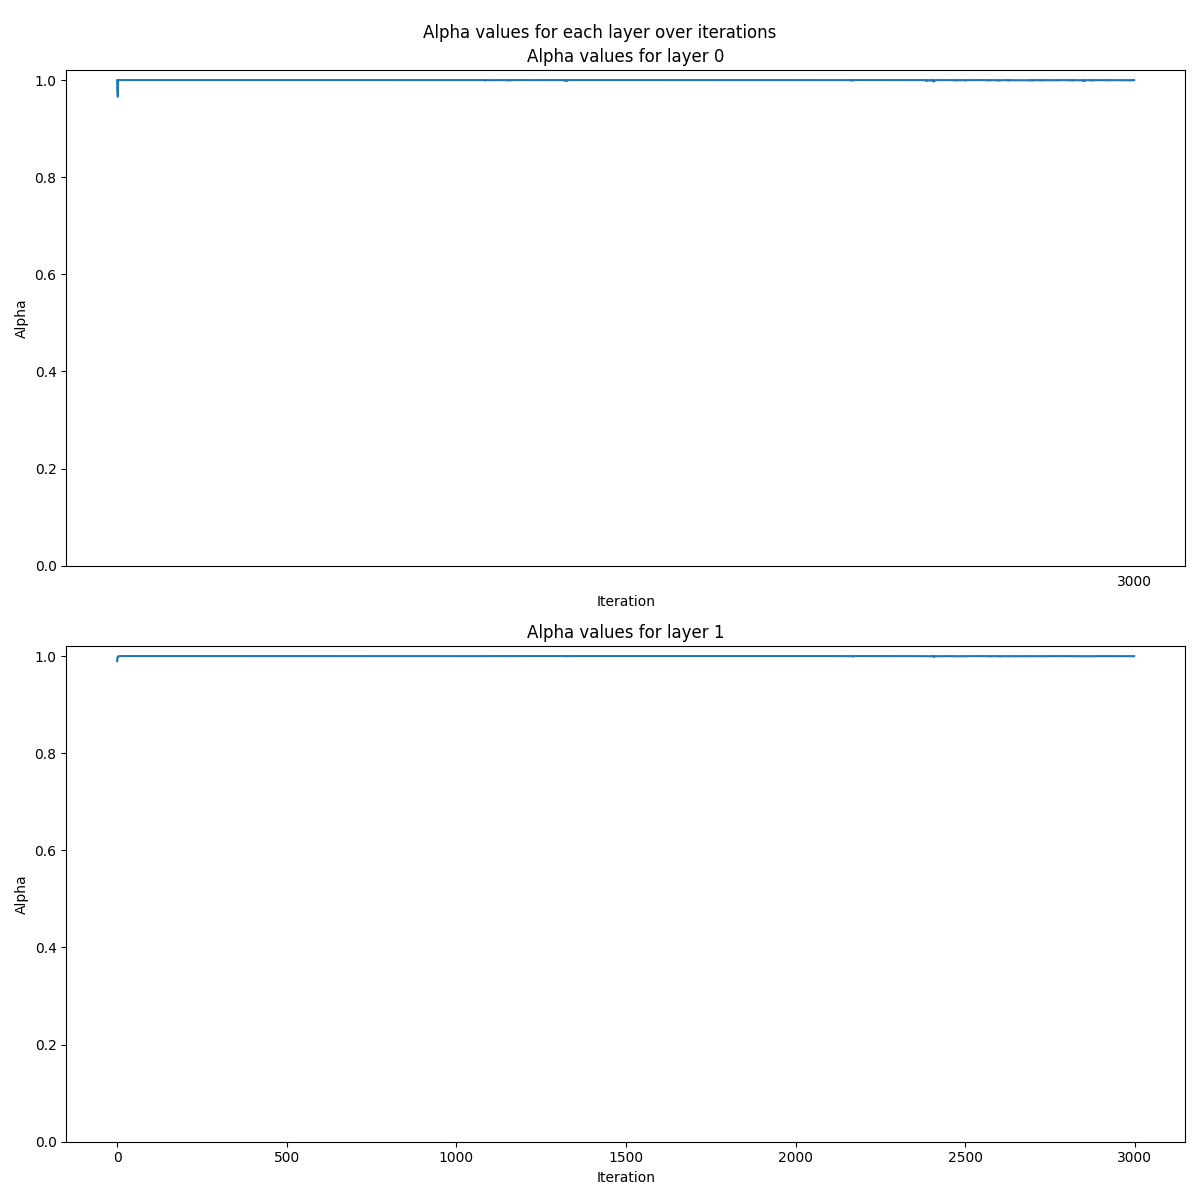 Alpha values for each layer over iterations
Alpha values for layer 0
1.0
0.8
0.6
0.4
0.2
0.0
Alpha
3000
Iteration
Alpha values for layer 1
1.0
0.8
0.6
0.4
0.2
0.0
Alpha
0 500 1000 1500 2000 2500 3000
Iteration